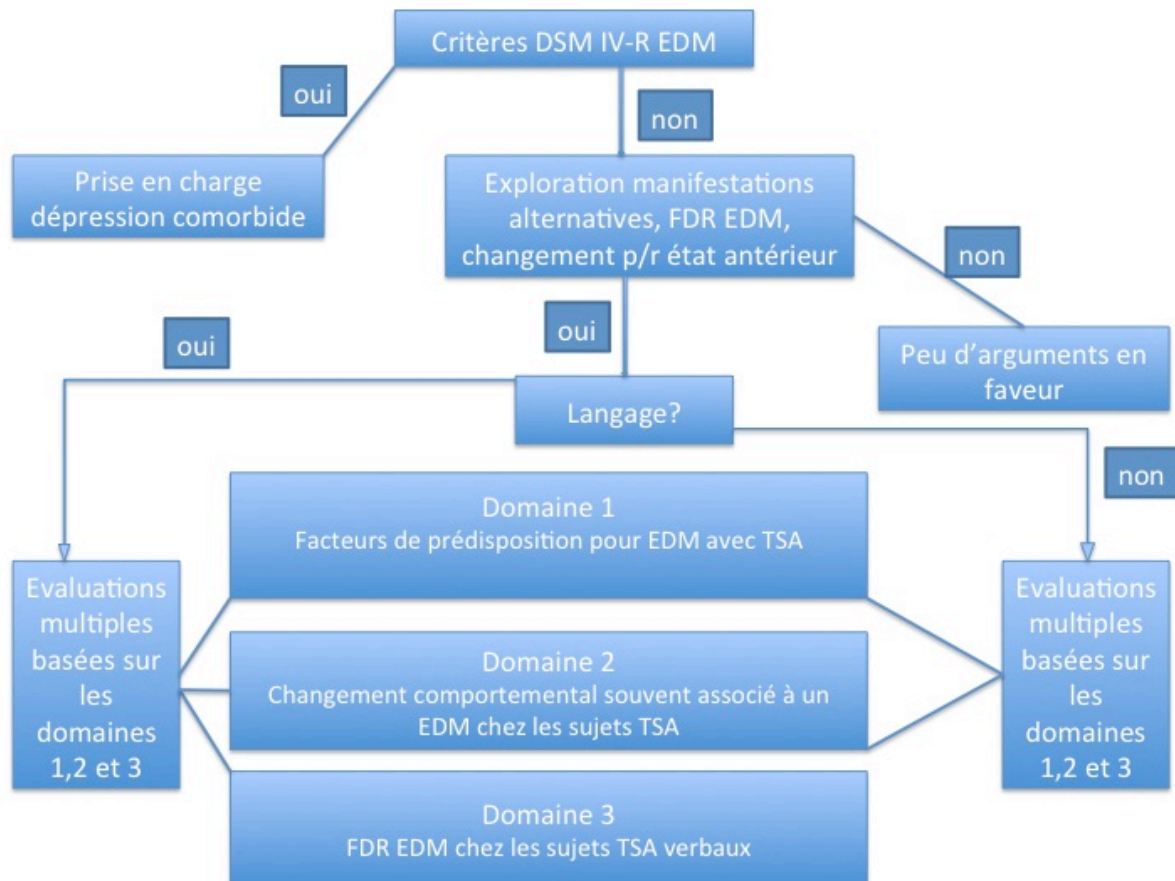 Critères DSM IV-R EDM
oui
non
Prise en charge
dépression comorbide
Exploration manifestations
alternatives, FDR EDM,
changement p/r état antérieur
non
oui
oui
Peu d’arguments en
faveur
Langage?
non
Domaine 1
Facteurs de prédisposition pour EDM avec TSA
Evaluations
multiples
basées sur
les
domaines
1,2 et 3
Domaine 2
Changement comportemental souvent associé à un
EDM chez les sujets TSA
Evaluations
multiples
basées sur
les
domaines
1,2 et 3
Domaine 3
FDR EDM chez les sujets TSA verbaux